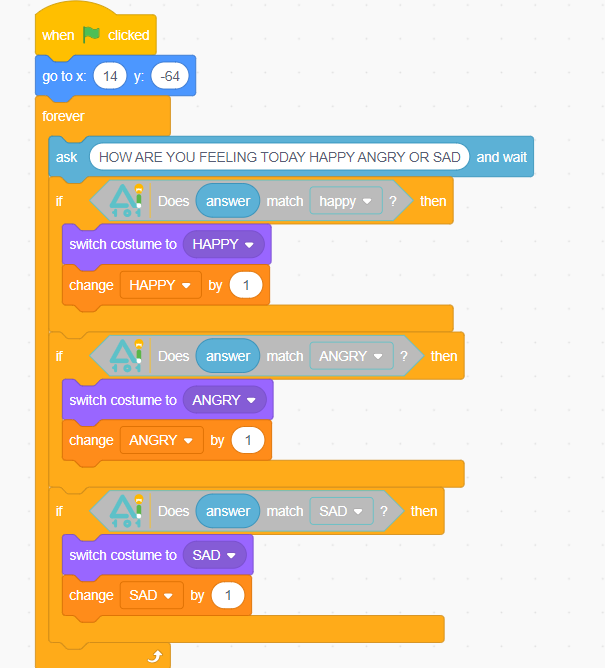 when clicked
go to x: 14 y: -64
forever
ask HOW ARE YOU FEELING TODAY HAPPY ANGRY OR SAD and wait
if 101 Does answer match happy ? then
switch costume to HAPPY
change HAPPY by 1
if 101 Does answer match ANGRY ? then
switch costume to ANGRY
change ANGRY by 1
if 101 Does answer match SAD ? then
switch costume to SAD
change SAD by 1